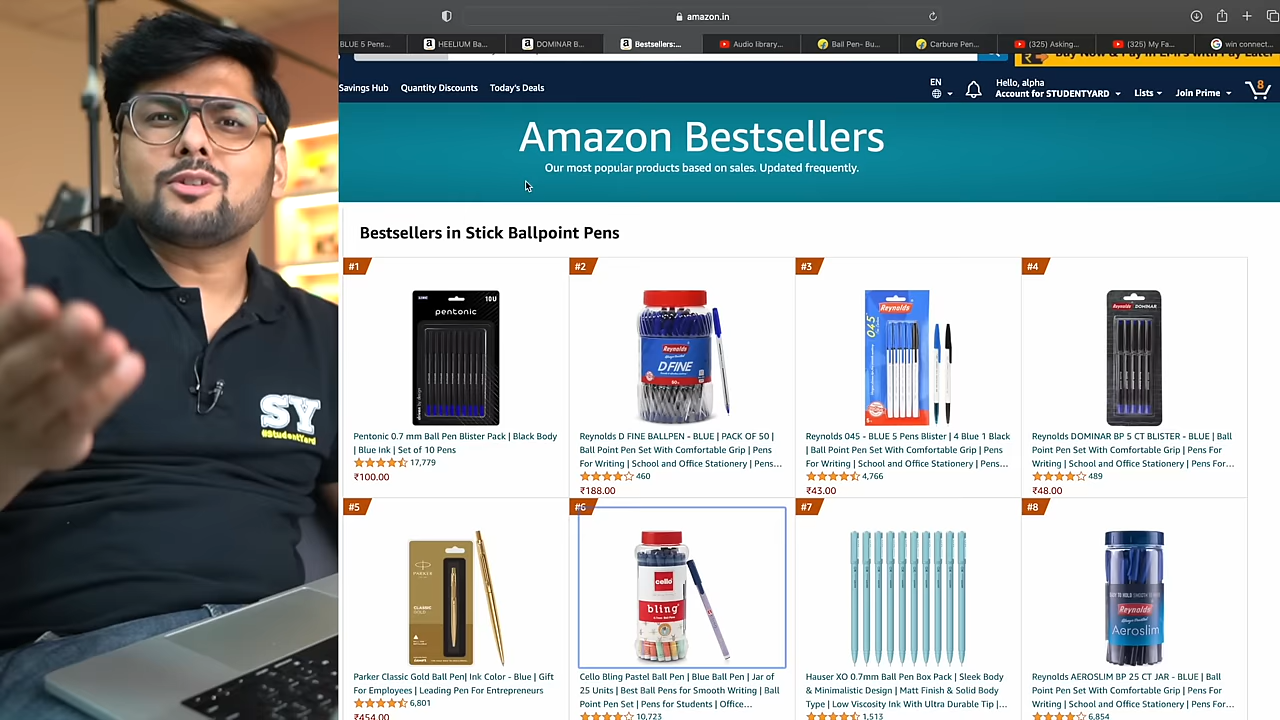 amazon.in
BLUE 5 Pens...
HEELIUM Ba...
DOMINAR B...
Bestsellers:...
Audio library...
Ball Pen- Bu...
Carbure Pen...
(325) Asking...
(325) My Fa...
win connect...
Buy Now & Pay in EMIs with Pay Later
Savings Hub
Quantity Discounts
Today's Deals
EN
Hello, alpha
Account for STUDENTYARD
Lists
Join Prime
8
Amazon Bestsellers
Our most popular products based on sales. Updated frequently.
Bestsellers in Stick Ballpoint Pens
#1
pentonic
10U
Pentonic 0.7 mm Ball Pen Blister Pack | Black Body
| Blue Ink | Set of 10 Pens
17,779
₹100.00
#2
Reynolds
D FINE
Reynolds D FINE BALLPEN - BLUE | PACK OF 50 |
Ball Point Pen Set With Comfortable Grip | Pens
For Writing | School and Office Stationery | Pens...
460
₹188.00
#3
Reynolds
045
Reynolds 045 - BLUE 5 Pens Blister | 4 Blue 1 Black
| Ball Point Pen Set With Comfortable Grip | Pens
For Writing | School and Office Stationery | Pens...
4,766
₹43.00
#4
Reynolds DOMINAR
Reynolds DOMINAR BP 5 CT BLISTER - BLUE | Ball
Point Pen Set With Comfortable Grip | Pens For
Writing | School and Office Stationery | Pens For...
489
₹48.00
#5
PARKER
CLASSIC
GOLD
Parker Classic Gold Ball Pen| Ink Color - Blue | Gift
For Employees | Leading Pen For Entrepreneurs
6,801
₹454.00
#6
cello
bling
Cello Bling Pastel Ball Pen | Blue Ball Pen | Jar of
25 Units | Best Ball Pens for Smooth Writing | Ball
Point Pen Set | Pens for Students | Office...
10,723
#7
Hauser XO 0.7mm Ball Pen Box Pack | Sleek Body
& Minimalistic Design | Matt Finish & Solid Body
Type | Low Viscosity Ink With Ultra Durable Tip |...
1,513
#8
Reynolds
Aeroslim
Reynolds AEROSLIM BP 25 CT JAR - BLUE | Ball
Point Pen Set With Comfortable Grip | Pens For
Writing | School and Office Stationery | Pens For...
6,854
SY
#StudentYard